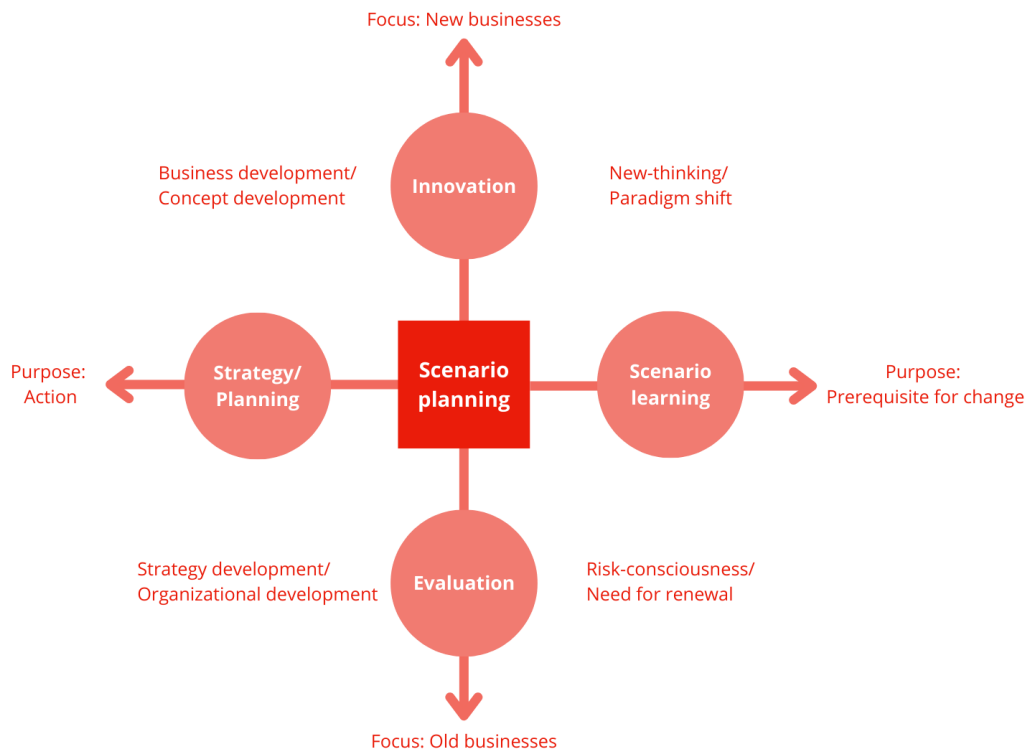 Focus: New businesses
Business development/
Concept development
Innovation
New-thinking/
Paradigm shift
Purpose:
Action
Strategy/
Planning
Scenario
planning
Scenario
learning
Purpose:
Prerequisite for change
Strategy development/
Organizational development
Evaluation
Risk-consciousness/
Need for renewal
Focus: Old businesses